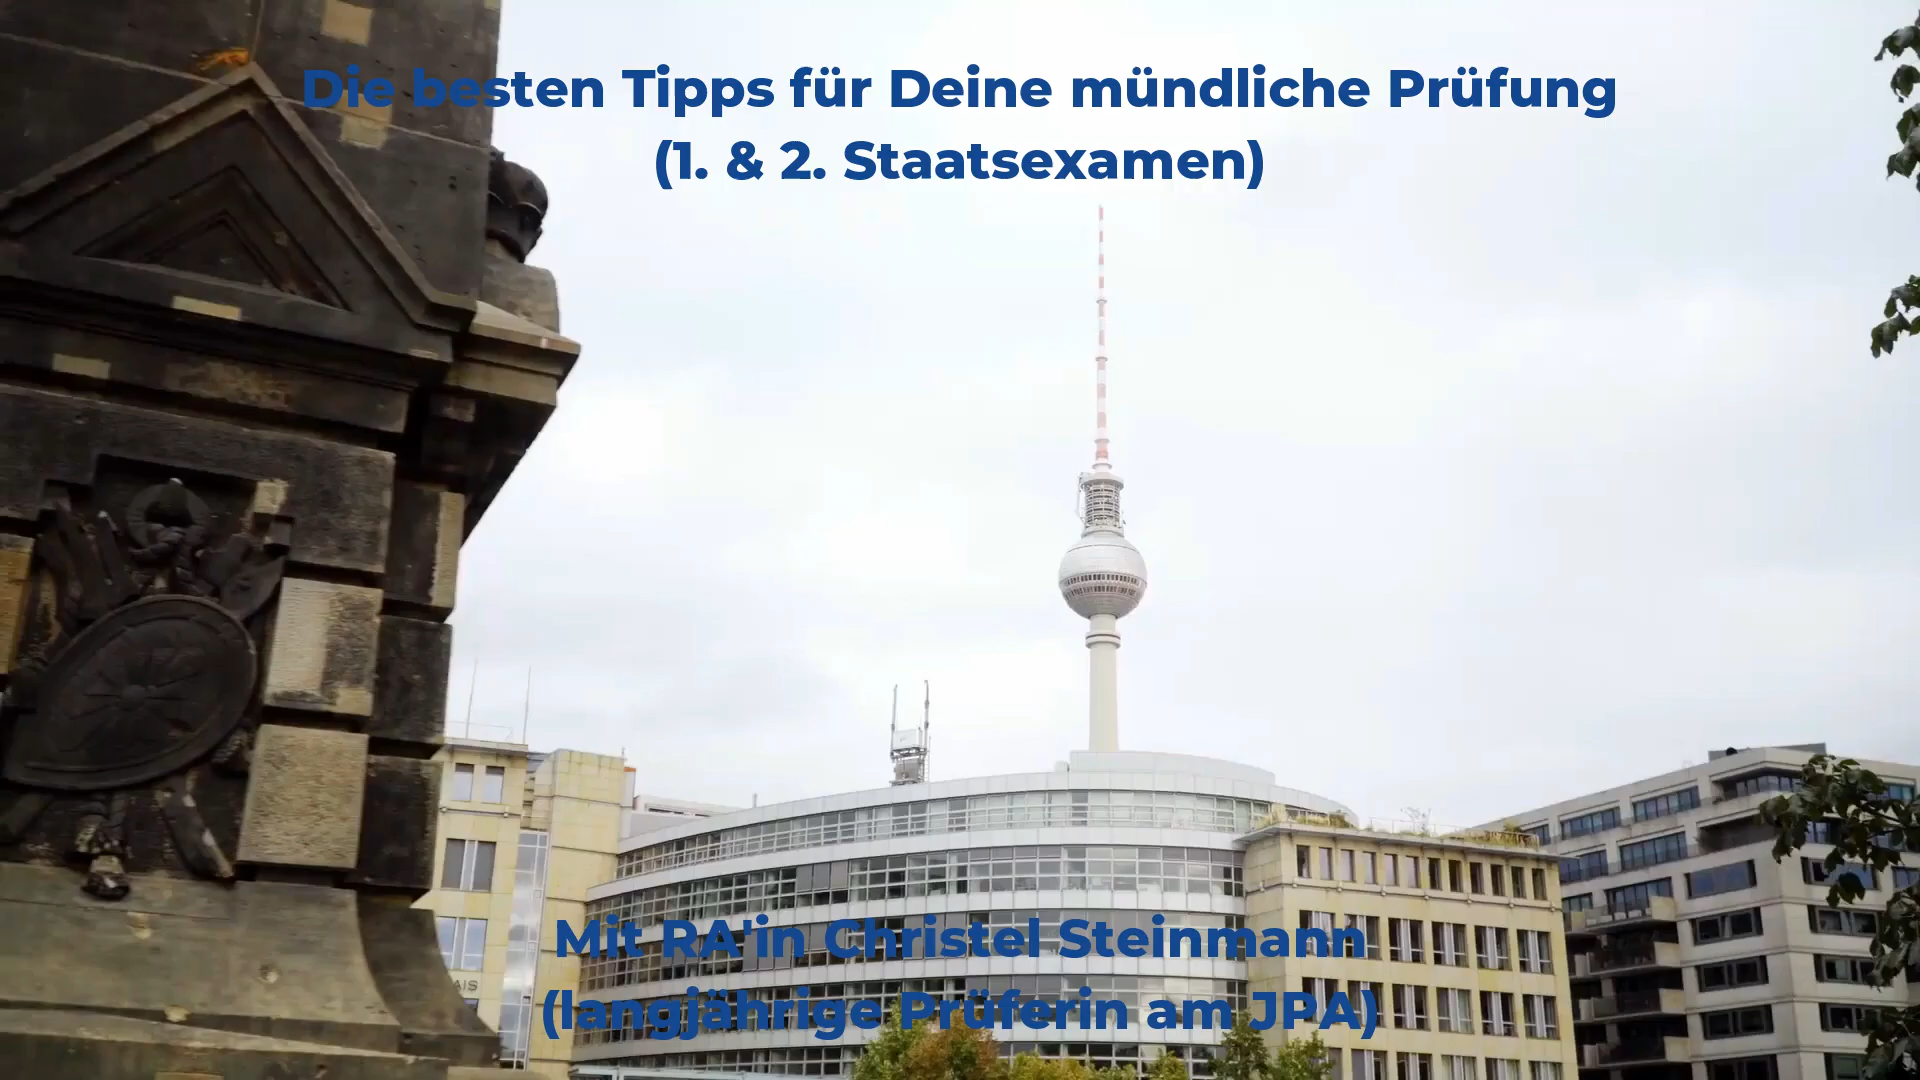 Die besten Tipps für Deine mündliche Prüfung
(1. & 2. Staatsexamen)
Mit RA'in Christel Steinmann
(langjährige Prüferin am JPA)